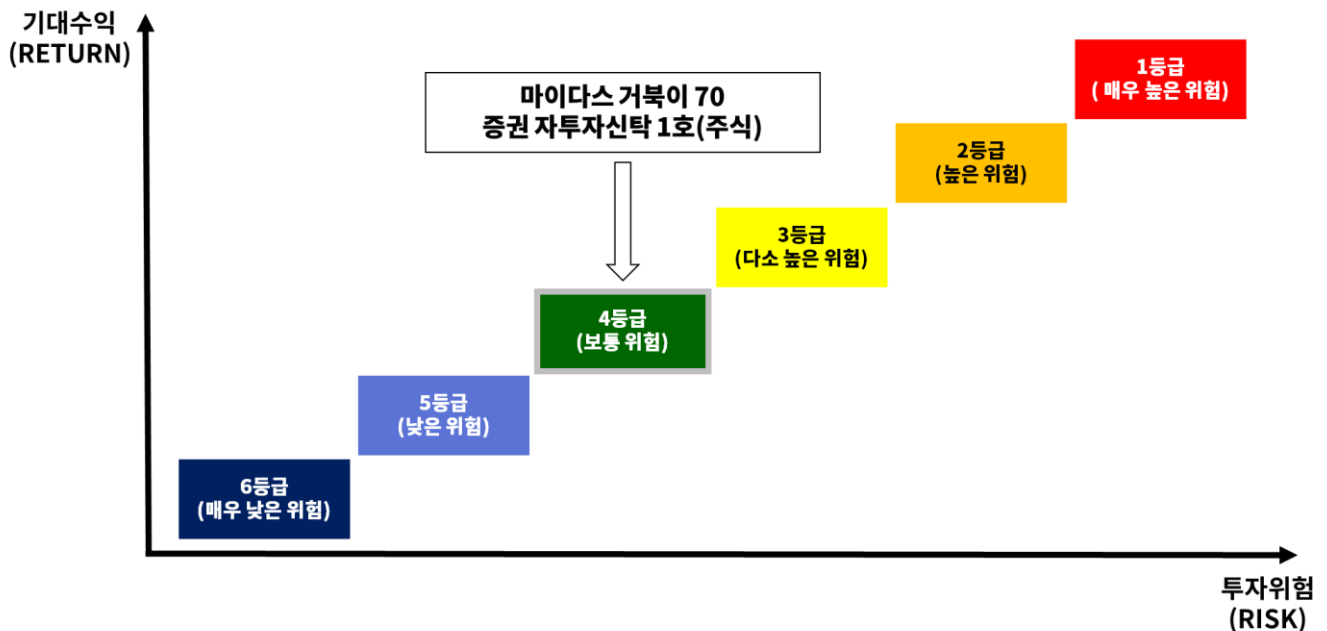 기대수익
(RETURN)
마이다스 거북이 70
증권 자투자신탁 1호(주식)
1등급
( 매우 높은 위험)
2등급
(높은 위험)
3등급
(다소 높은 위험)
4등급
(보통 위험)
5등급
(낮은 위험)
6등급
(매우 낮은 위험)
투자위험
(RISK)